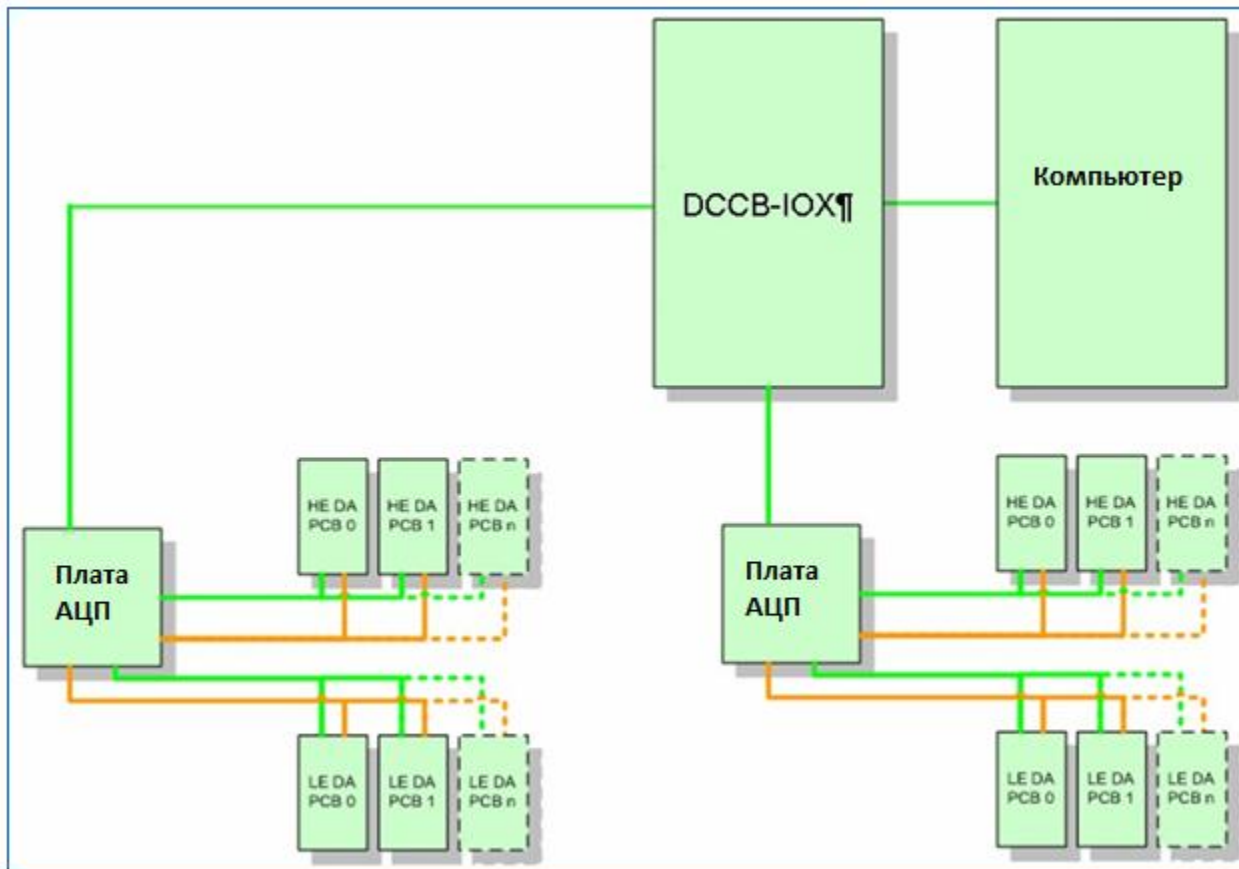 DCCB-IOX¶
Компьютер
HE DA
PCB 0
HE DA
PCB 1
HE DA
PCB n
HE DA
PCB 0
HE DA
PCB 1
HE DA
PCB n
Плата
АЦП
Плата
АЦП
LE DA
PCB 0
LE DA
PCB 1
LE DA
PCB n
LE DA
PCB 0
LE DA
PCB 1
LE DA
PCB n